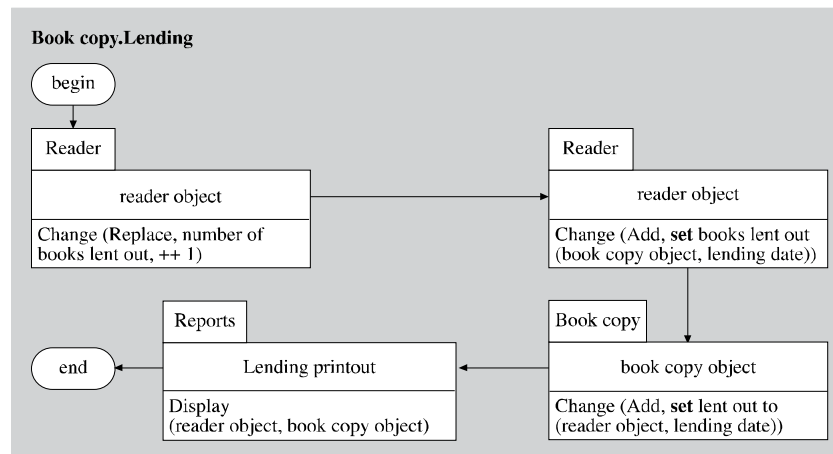 Book copy.Lending
begin
Reader
reader object
Change (Replace, number of
books lent out, ++ 1)
Reader
reader object
Change (Add, set books lent out
(book copy object, lending date))
Book copy
book copy object
Change (Add, set lent out to
(reader object, lending date))
Reports
Lending printout
Display
(reader object, book copy object)
end